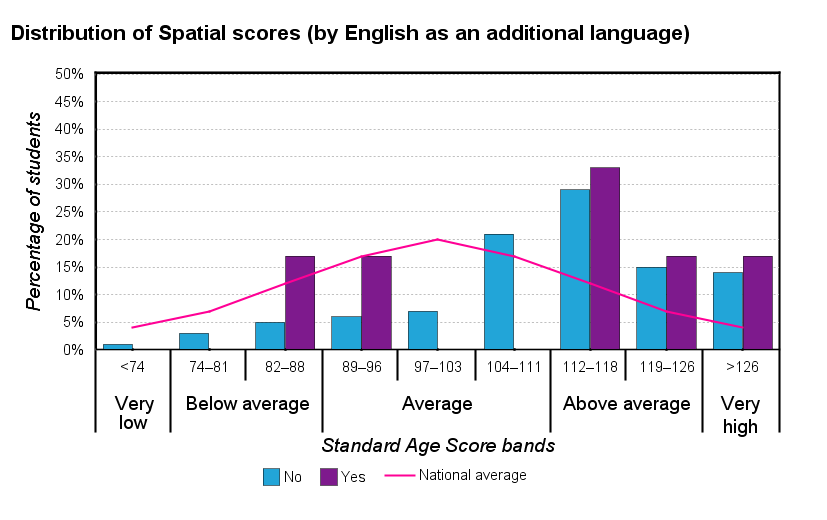 Distribution of Spatial scores (by English as an additional language)
50%
45%
40%
35%
30%
25%
20%
15%
10%
5%
0%
Percentage of students
<74 74–81 82–88 89–96 97–103 104–111 112–118 119–126 >126
Very low Below average Average Above average Very high
Standard Age Score bands
No Yes National average